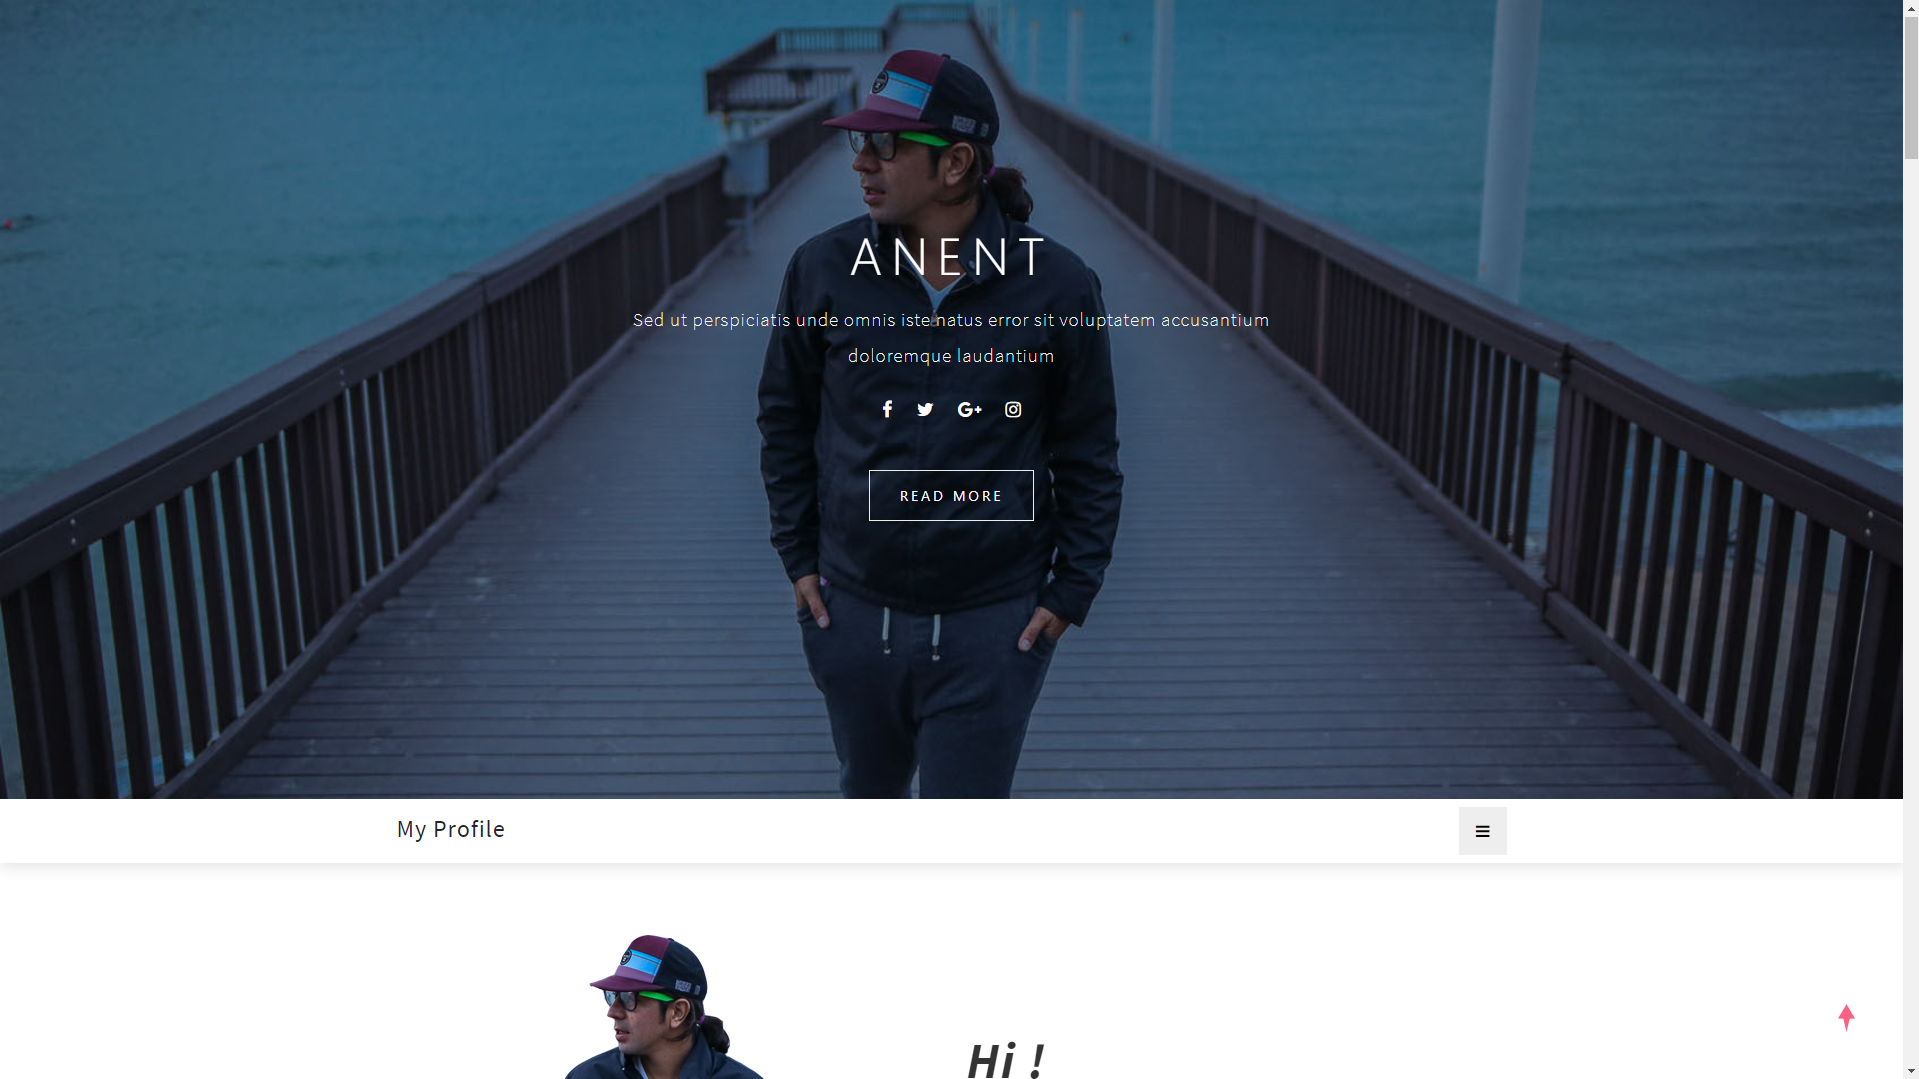 ANENT
Sed ut perspiciatis unde omnis iste natus error sit voluptatem accusantium
doloremque laudantium
READ MORE
My Profile
Hi !